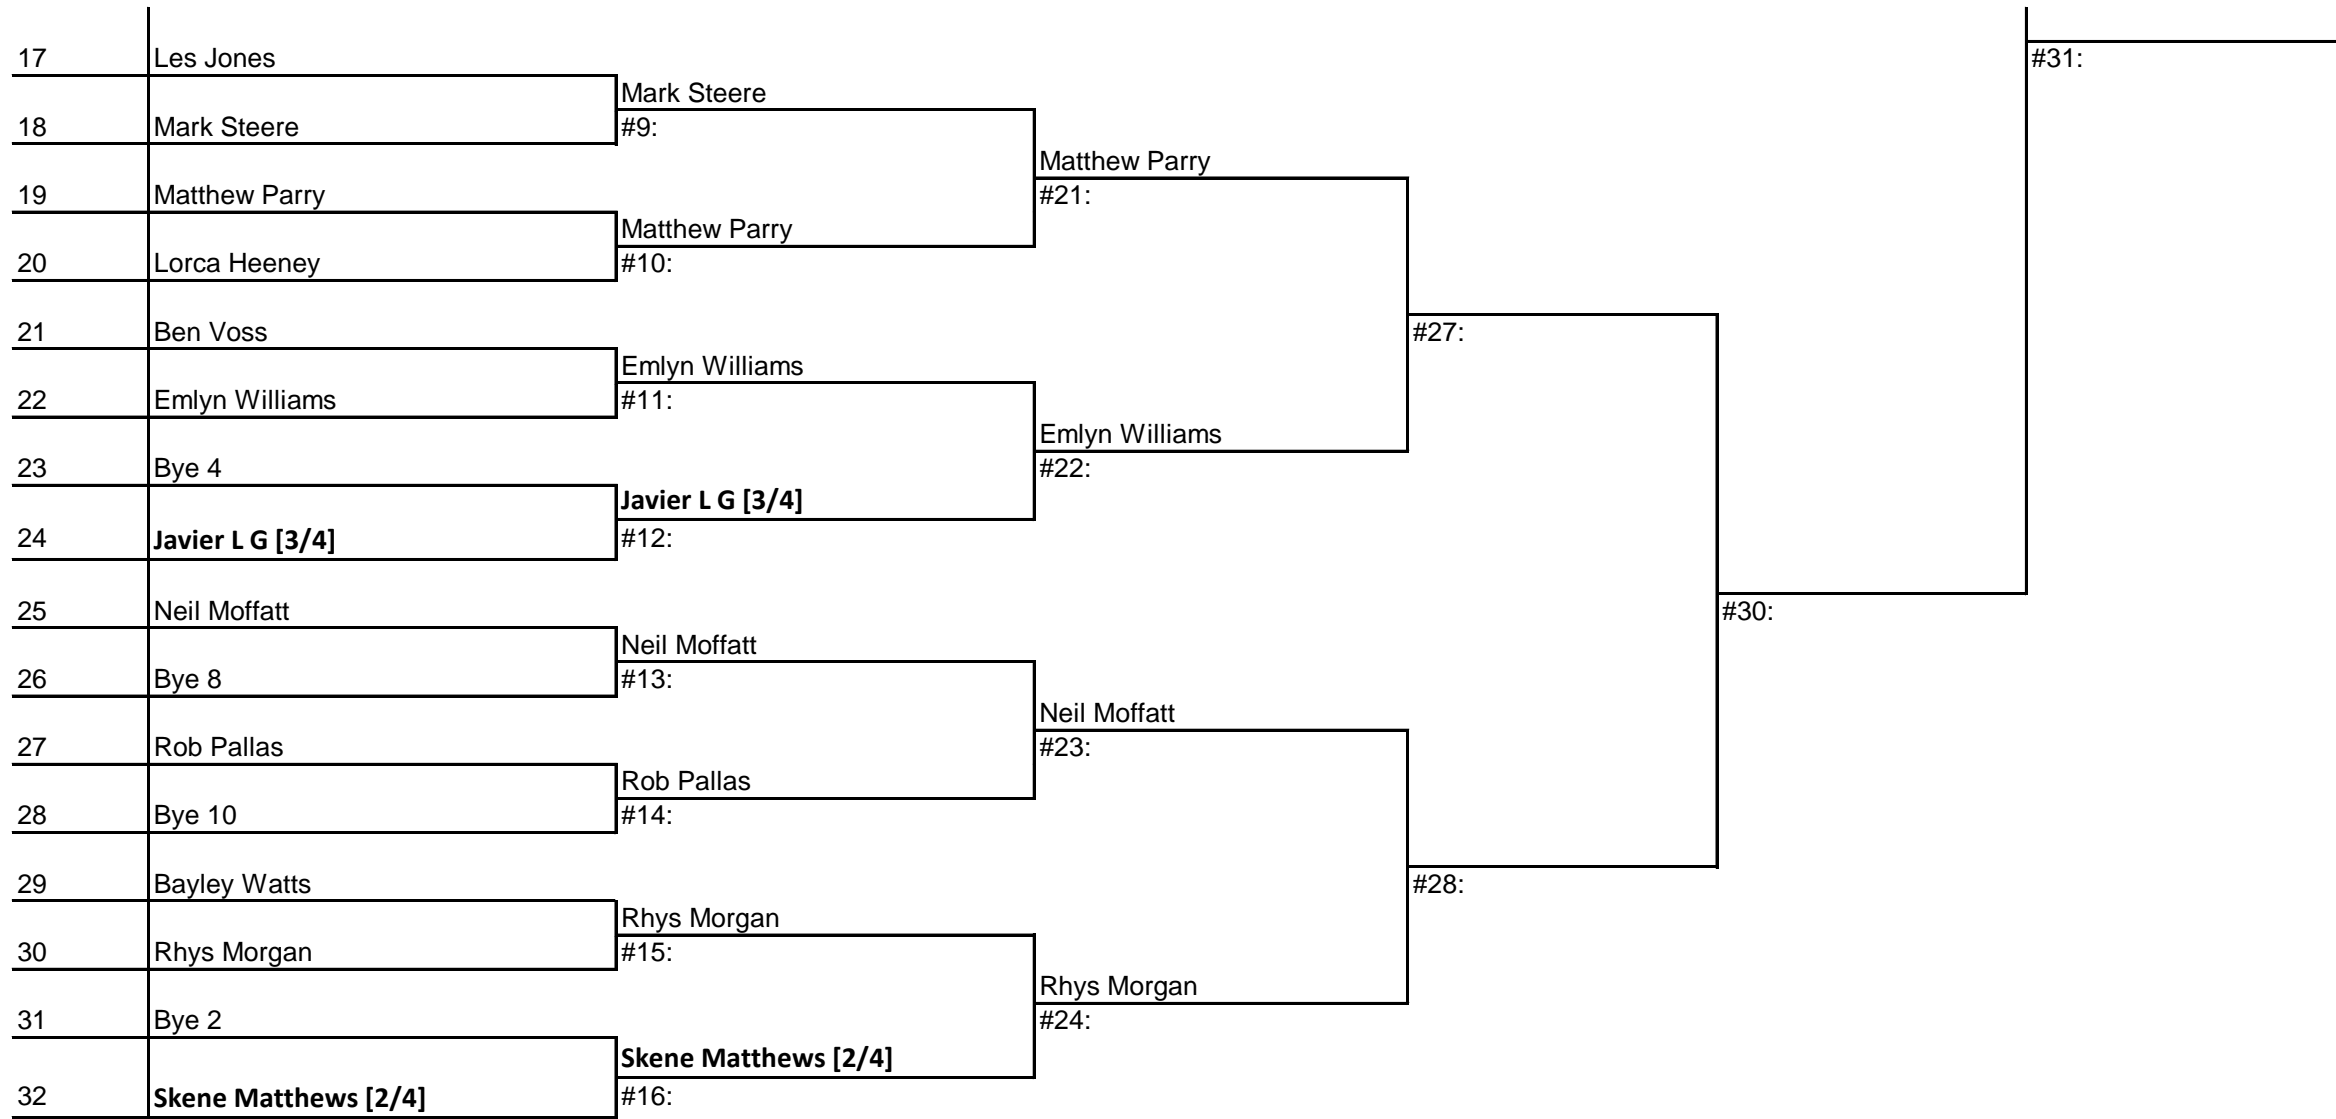 17 Les Jones #31:
Mark Steere
18 Mark Steere #9:
Matthew Parry
19 Matthew Parry #21:
Matthew Parry
20 Lorca Heeney #10:
21 Ben Voss #27:
Emlyn Williams
22 Emlyn Williams #11:
Emlyn Williams
23 Bye 4 #22:
Javier L G [3/4]
24 Javier L G [3/4] #12:
25 Neil Moffatt #30:
Neil Moffatt
26 Bye 8 #13:
Neil Moffatt
27 Rob Pallas #23:
Rob Pallas
28 Bye 10 #14:
29 Bayley Watts #28:
Rhys Morgan
30 Rhys Morgan #15:
Rhys Morgan
31 Bye 2 #24:
Skene Matthews [2/4]
32 Skene Matthews [2/4] #16: